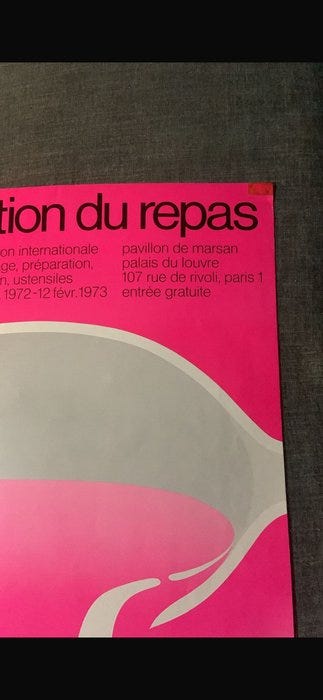 tion du repas
on internationale
ge, préparation,
n, ustensiles
1972-12 févr. 1973
pavillon de marsan
palais du louvre
107 rue de rivoli, paris 1
entrée gratuite